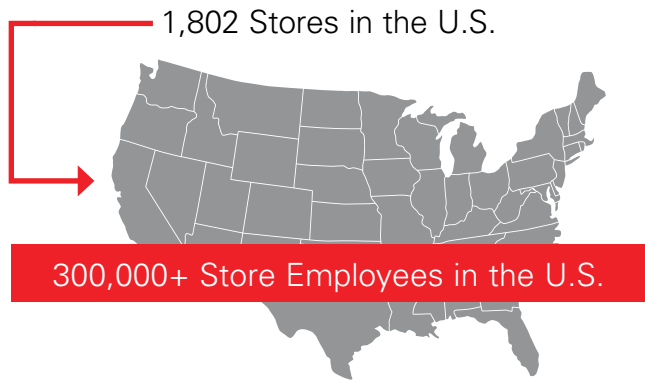 1,802 Stores in the U.S.
300,000+ Store Employees in the U.S.